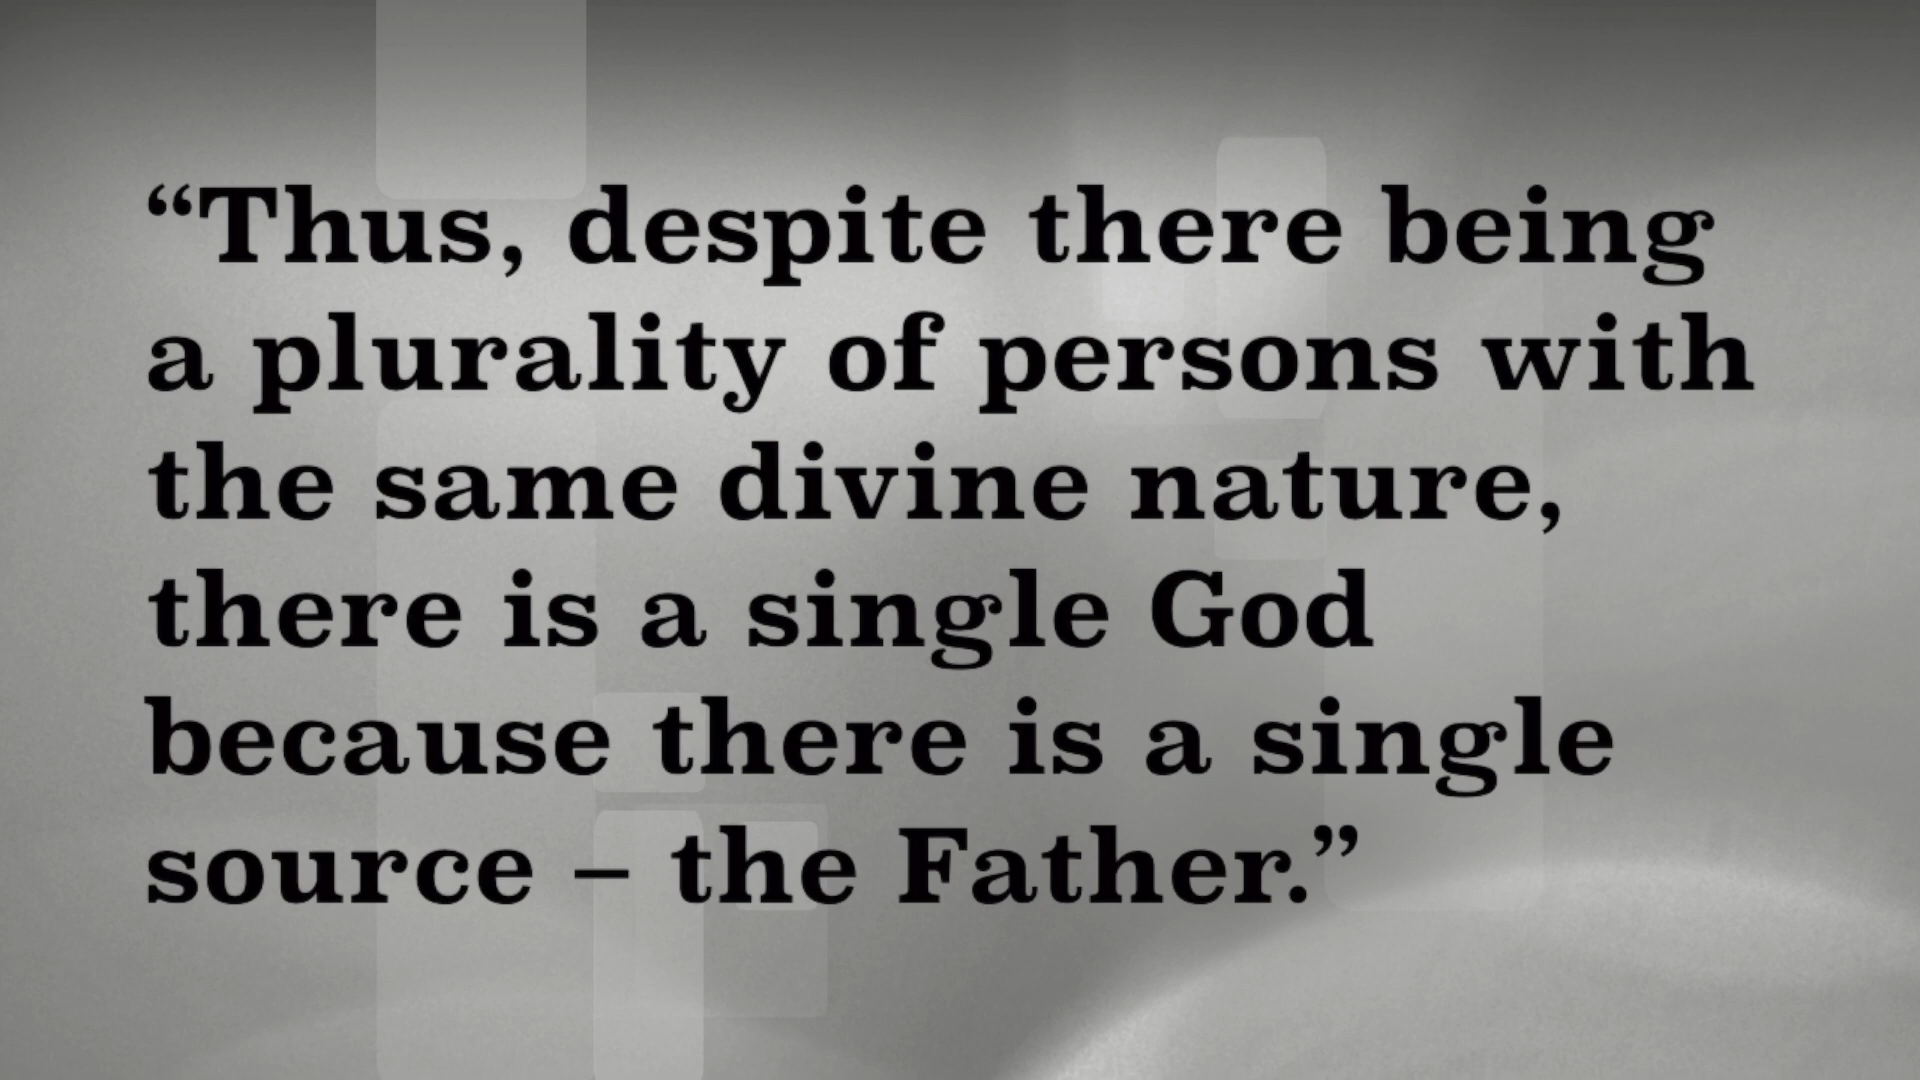 “Thus, despite there being
a plurality of persons with
the same divine nature,
there is a single God
because there is a single
source – the Father.”